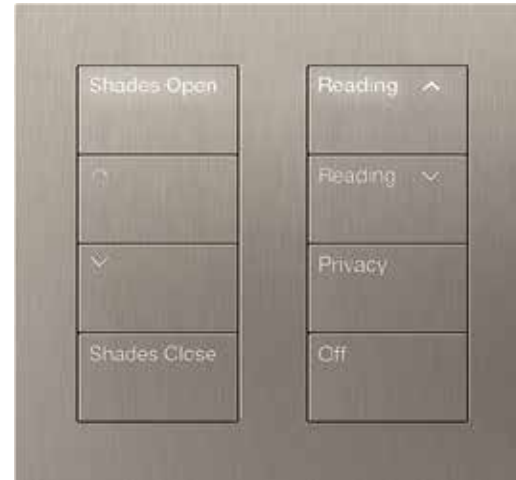 Shades Open
Shades Close
Reading
Reading
Privacy
Off